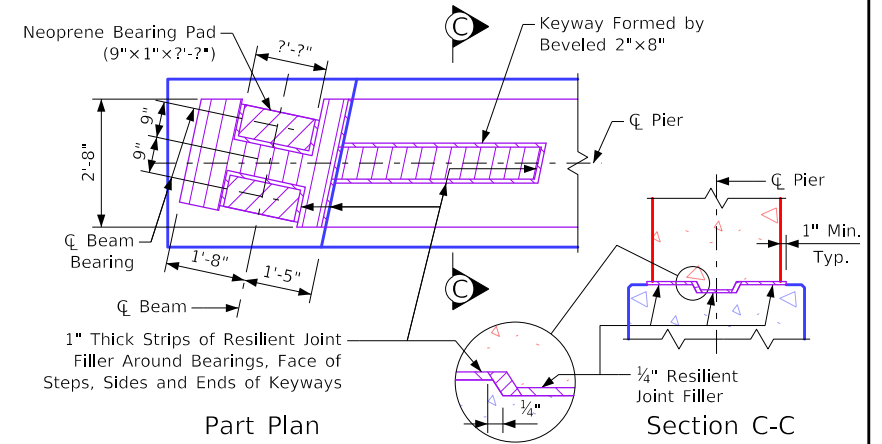 Neoprene Bearing Pad
(9"×1"×?'-?")
?'-?"
C
Keyway Formed by
Beveled 2"×8"
9"
9"
2'-8"
℄ Pier
℄ Pier
℄ Beam
Bearing
1'-8"
1'-5"
1" Min.
Typ.
C
℄ Beam
1" Thick Strips of Resilient Joint
Filler Around Bearings, Face of
Steps, Sides and Ends of Keyways
¼"
¼" Resilient
Joint Filler
Part Plan
Section C-C